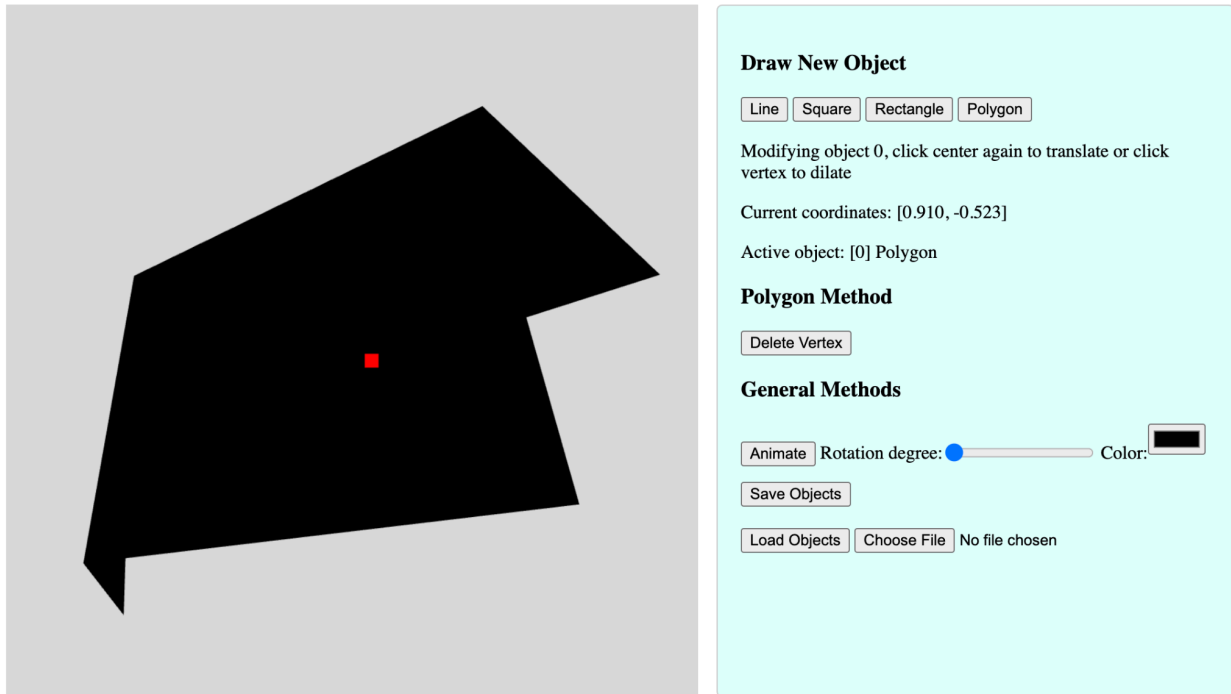 Draw New Object
Line Square Rectangle Polygon
Modifying object 0, click center again to translate or click
vertex to dilate
Current coordinates: [0.910, -0.523]
Active object: [0] Polygon
Polygon Method
Delete Vertex
General Methods
Animate Rotation degree: Color:
Save Objects
Load Objects Choose File No file chosen